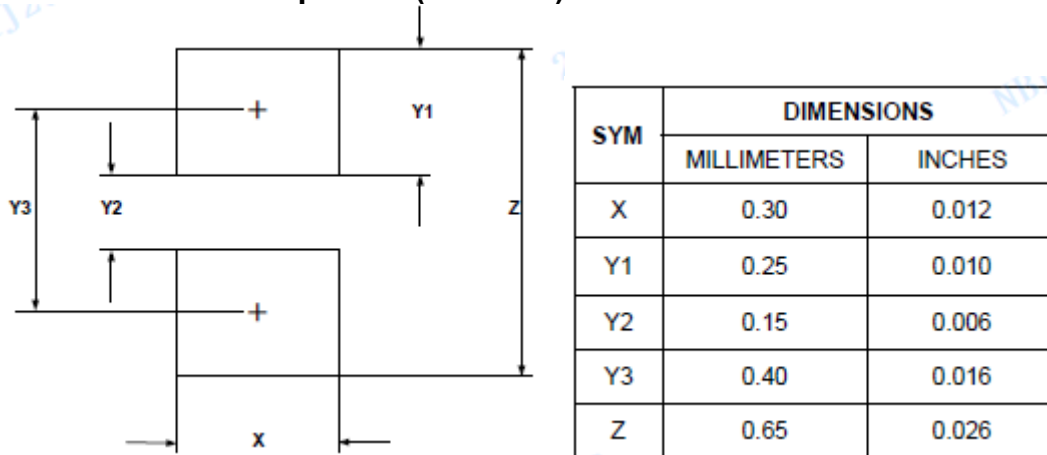 Y1
Y3
Y2
Z
X
SYM
DIMENSIONS
MILLIMETERS INCHES
X 0.30 0.012
Y1 0.25 0.010
Y2 0.15 0.006
Y3 0.40 0.016
Z 0.65 0.026